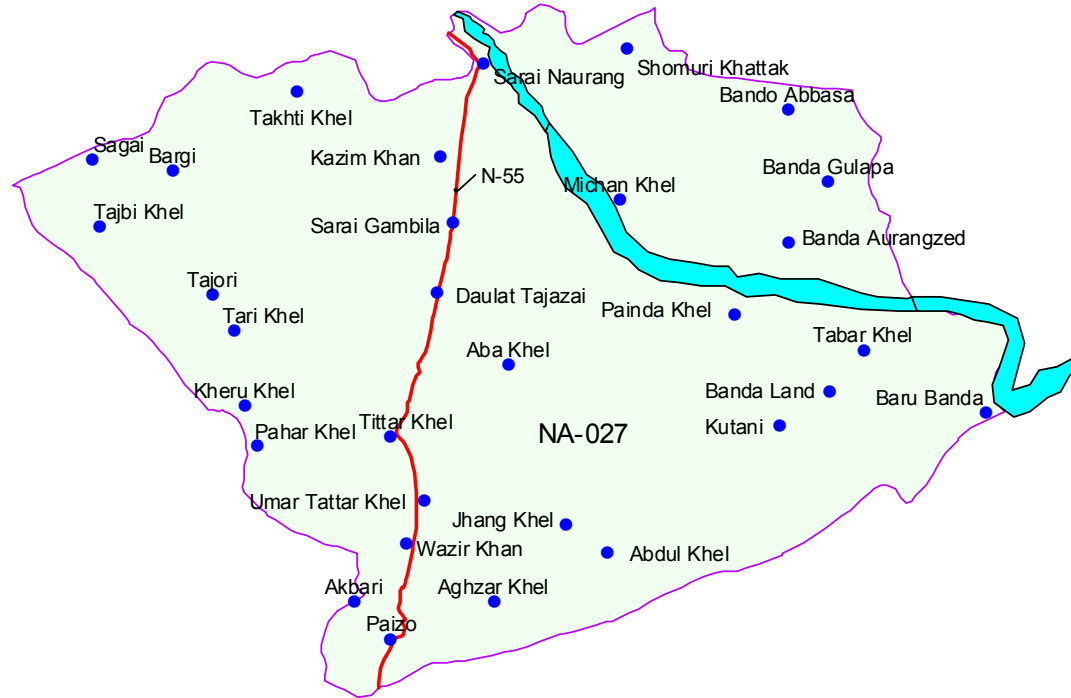 Sarai Naurang
Shomuri Khattak
Takhti Khel
Bando Abbasa
Sagai
Bargi
Kazim Khan
N-55
Banda Gulapa
Michan Khel
Tajbi Khel
Sarai Gambila
Banda Aurangzed
Tajori
Daulat Tajazai
Painda Khel
Tari Khel
Tabar Khel
Aba Khel
Kheru Khel
Banda Land
Baru Banda
Tittar Khel
Kutani
Pahar Khel
NA-027
Umar Tattar Khel
Jhang Khel
Wazir Khan
Abdul Khel
Akbari
Aghzar Khel
Paizo